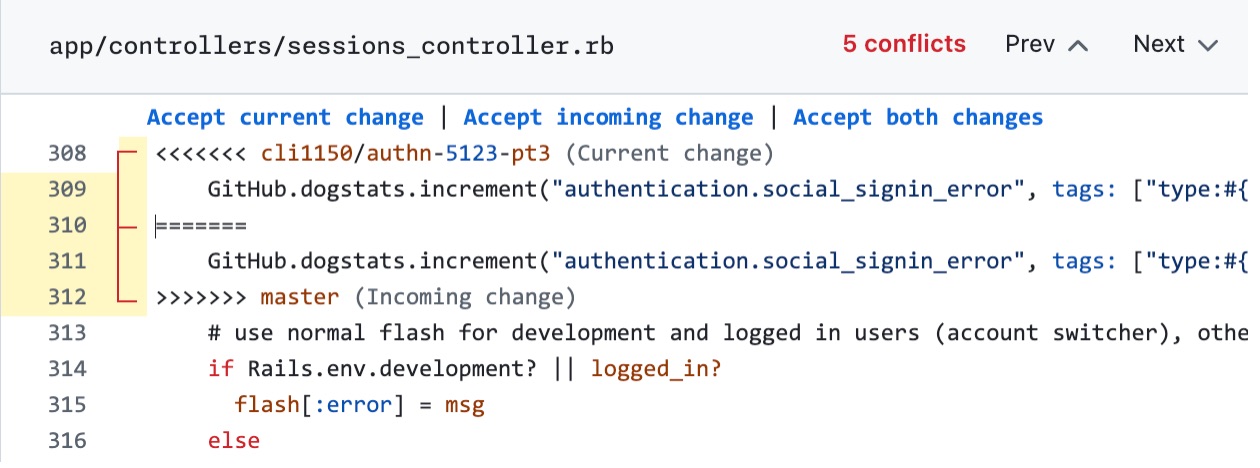 app/controllers/sessions_controller.rb 5 conflicts Prev Next
Accept current change | Accept incoming change | Accept both changes
308 <<<<<<< cli1150/authn-5123-pt3 (Current change)
309 GitHub.dogstats.increment("authentication.social_signin_error", tags: ["type:#{
310 =======
311 GitHub.dogstats.increment("authentication.social_signin_error", tags: ["type:#{
312 >>>>>>> master (Incoming change)
313 # use normal flash for development and logged in users (account switcher), othe
314 if Rails.env.development? || logged_in?
315 flash[:error] = msg
316 else